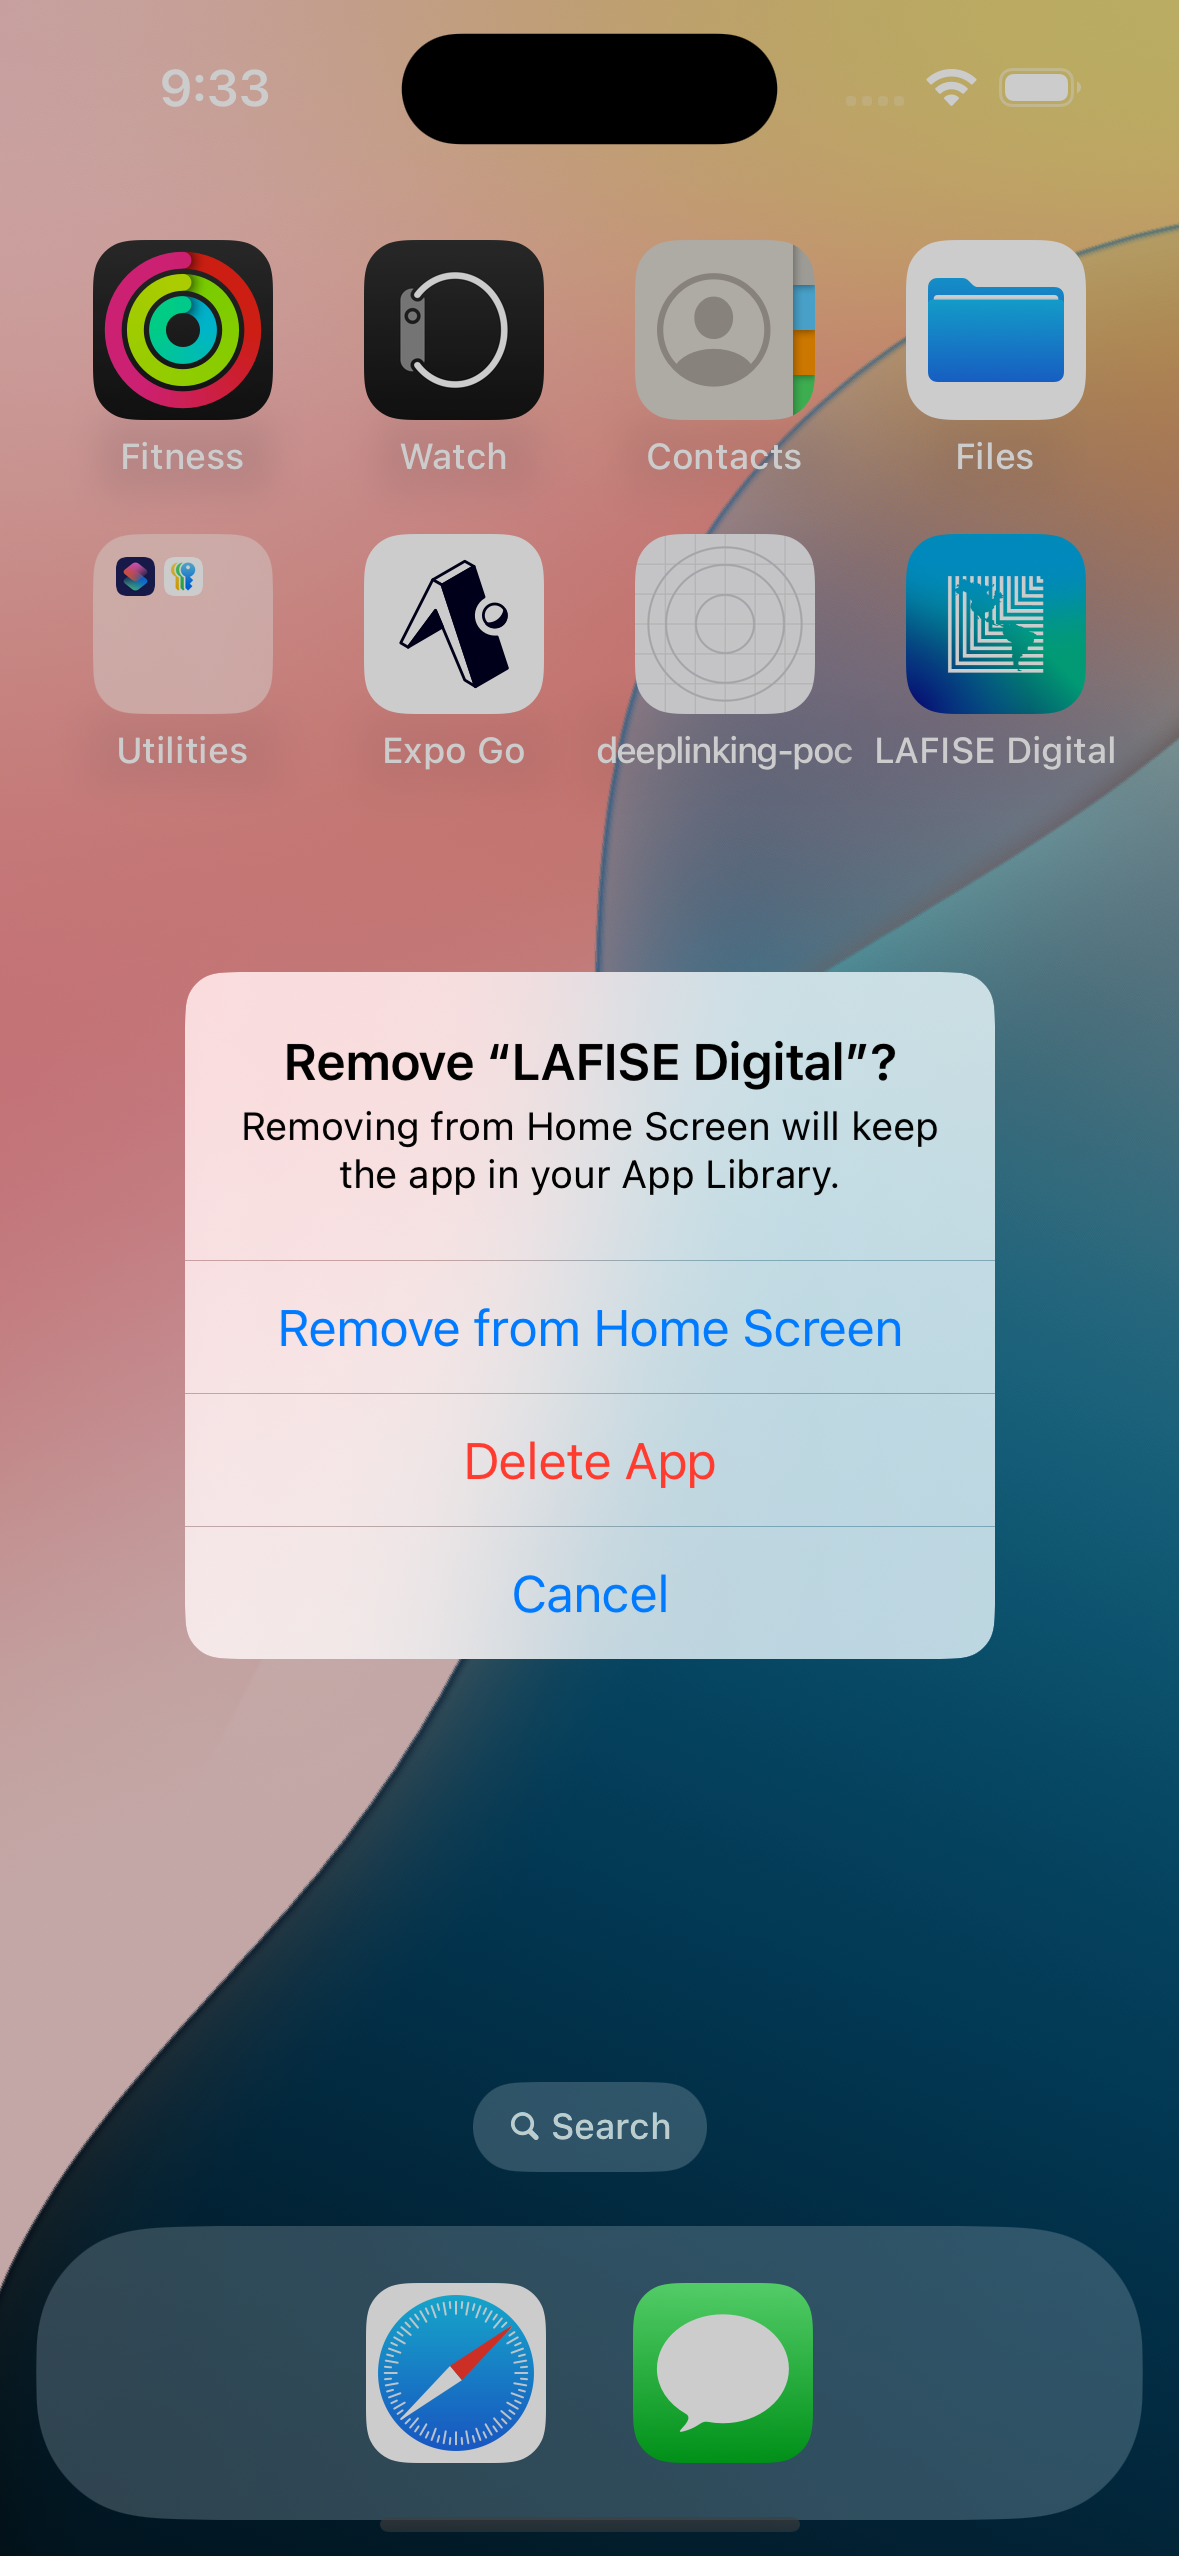 9:33
Fitness
Watch
Contacts
Files
Utilities
Expo Go
deeplinking-poc
LAFISE Digital
Remove “LAFISE Digital”?
Removing from Home Screen will keep
the app in your App Library.
Remove from Home Screen
Delete App
Cancel
Search